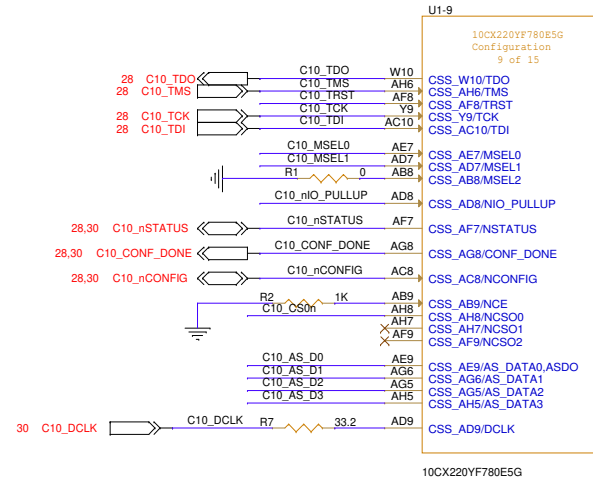 U1-9
10CX220YF780E5G
Configuration
9 of 15
28 C10_TDO C10_TDO W10 CSS_W10/TDO
28 C10_TMS C10_TMS AH6 CSS_AH6/TMS
C10_TRST AF8 CSS_AF8/TRST
28 C10_TCK C10_TCK Y9 CSS_Y9/TCK
28 C10_TDI C10_TDI AC10 CSS_AC10/TDI
C10_MSEL0 AE7 CSS_AE7/MSEL0
C10_MSEL1 AD7 CSS_AD7/MSEL1
R1 0 AB8 CSS_AB8/MSEL2
C10_nIO_PULLUP AD8 CSS_AD8/NIO_PULLUP
28,30 C10_nSTATUS C10_nSTATUS AF7 CSS_AF7/NSTATUS
28,30 C10_CONF_DONE C10_CONF_DONE AG8 CSS_AG8/CONF_DONE
28,30 C10_nCONFIG C10_nCONFIG AC8 CSS_AC8/NCONFIG
R2 1K AB9 CSS_AB9/NCE
C10_CS0n AH8 CSS_AH8/NCSO0
AH7 CSS_AH7/NCSO1
AF9 CSS_AF9/NCSO2
C10_AS_D0 AE9 CSS_AE9/AS_DATA0,ASDO
C10_AS_D1 AG6 CSS_AG6/AS_DATA1
C10_AS_D2 AG5 CSS_AG5/AS_DATA2
C10_AS_D3 AH5 CSS_AH5/AS_DATA3
30 C10_DCLK C10_DCLK R7 33.2 AD9 CSS_AD9/DCLK
10CX220YF780E5G